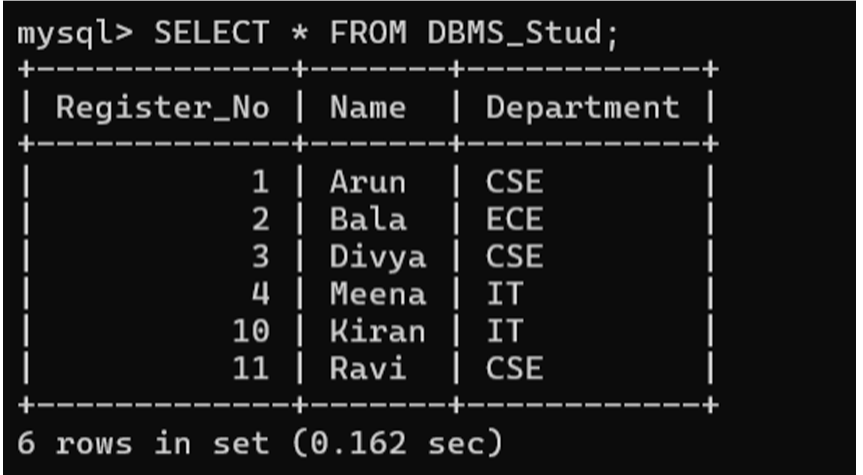 mysql> SELECT * FROM DBMS_Stud;
+--------------+-------+------------+
| Register_No | Name  | Department |
+--------------+-------+------------+
|           1 | Arun  | CSE        |
|           2 | Bala  | ECE        |
|           3 | Divya | CSE        |
|           4 | Meena | IT         |
|          10 | Kiran | IT         |
|          11 | Ravi  | CSE        |
+--------------+-------+------------+
6 rows in set (0.162 sec)